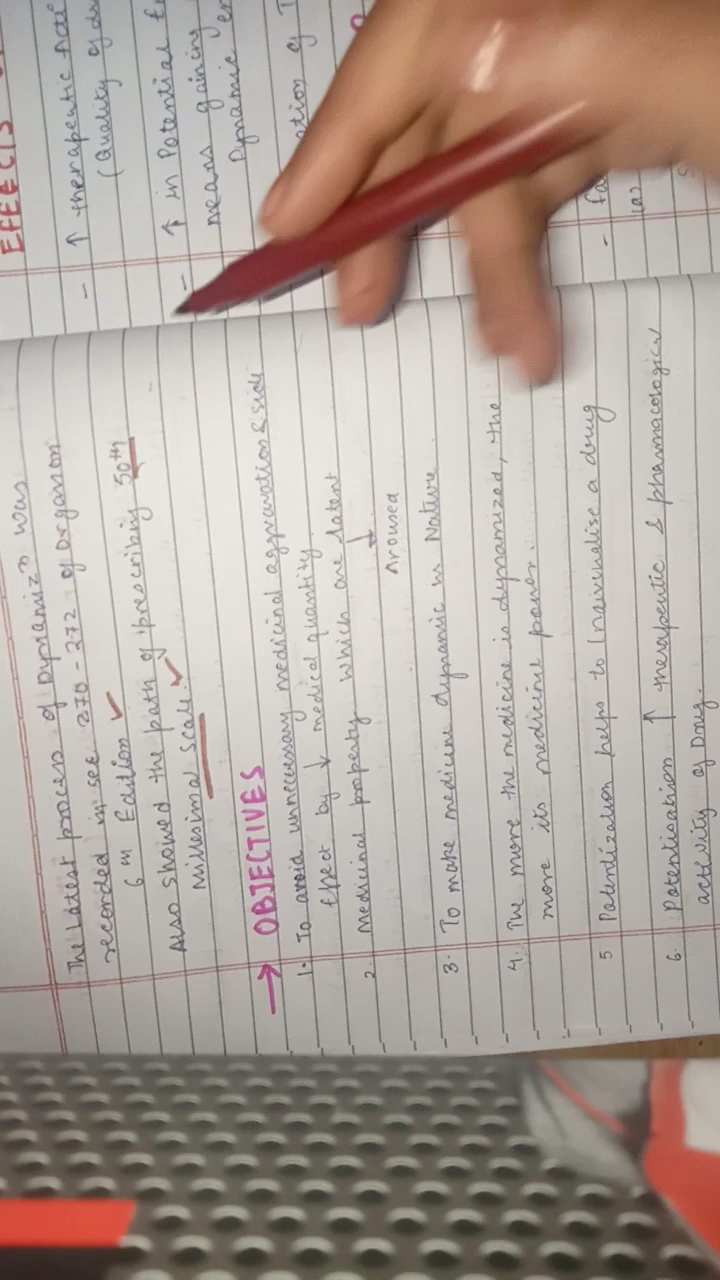 The Latest process of Dynamizn was
recorded in sec 270-272 of Organon
6th Edition ✓
Also showed the path of prescribing 50th
Millesimal Scale. ✓
→ OBJECTIVES
1. To avoid unnecessary medicinal aggravation & side
effect by ↓ medical quantity
2. Medicinal property which are latent
↓
Aroused
3. To make medicine dynamic in Nature.
4. The more the medicine is dynamized, the
more its medicine power.
5 Potentization helps to Individualise a drug
6. Potentisation ↑ therapeutic & pharmacological
activity of Drug.
EFFECTS
- ↑ therapeutic
(Quality of
- ↑ in Potential
means gaining
Dynamic
(a)